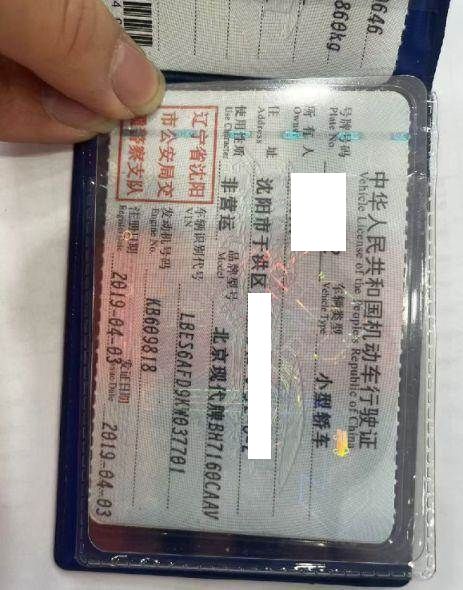 0646
860kg
中华人民共和国机动车行驶证
Vehicle License of the People's Republic of China
号牌号码
Plate No.
车辆类型
Vehicle Type
小型轿车
所有人
Owner
住址
Address
沈阳市于洪区
使用性质
Use Character
非营运
品牌型号
Model
北京现代牌BH7160CAAV
辽宁省沈阳
市公安局交
警察支队
车辆识别代号
VIN
LBESGAFD9KW037701
发动机号码
Engine No.
KB609818
注册日期
2019-04-03
发证日期
Issue Date
2019-04-03